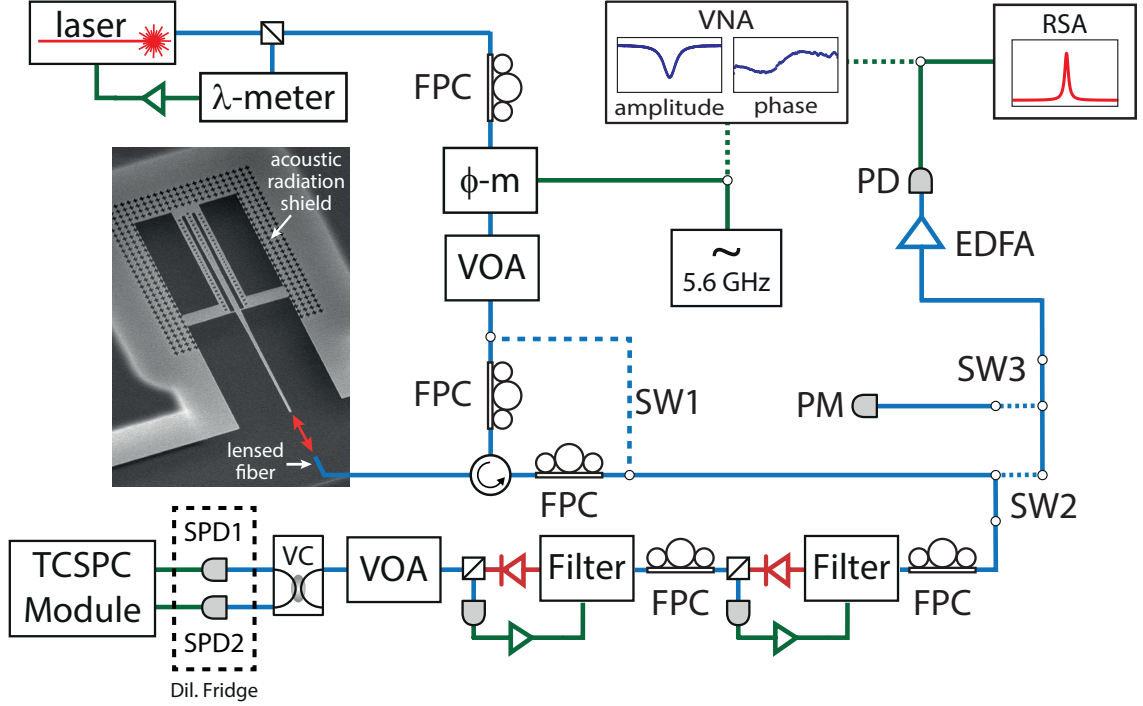 laser
λ-meter
FPC
VNA
amplitude
phase
RSA
acoustic
radiation
shield
ϕ-m
PD
EDFA
VOA
~
5.6 GHz
FPC
SW1
SW3
PM
lensed
fiber
FPC
SW2
SPD1
TCSPC
Module
VC
VOA
Filter
FPC
Filter
FPC
SPD2
Dil. Fridge